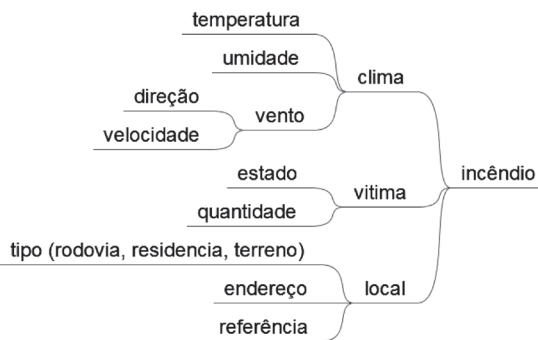 temperatura
umidade
clima
direção
vento
velocidade
estado
incêndio
vitima
quantidade
tipo (rodovia, residencia, terreno)
endereço
local
referência